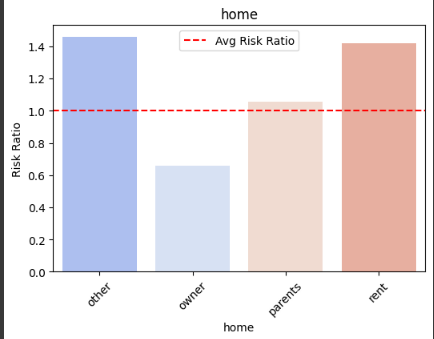 home
Avg Risk Ratio
Risk Ratio
1.4
1.2
1.0
0.8
0.6
0.4
0.2
0.0
other
owner
parents
rent
home